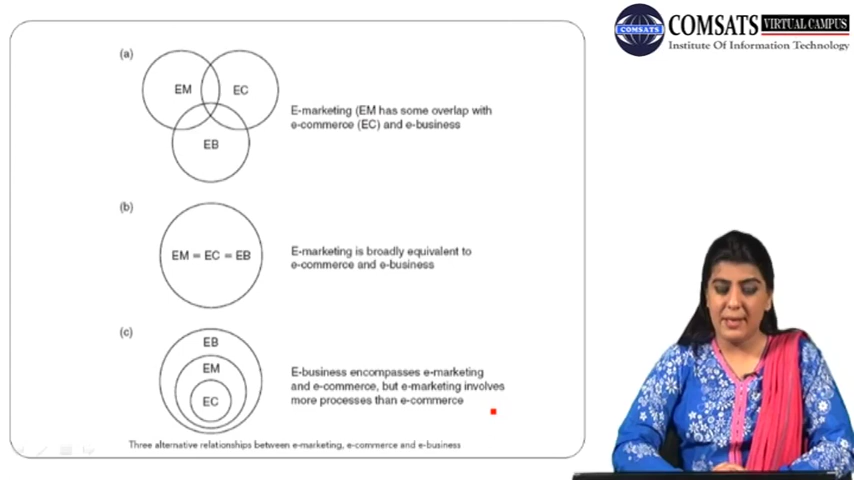 COMSATS VIRTUAL CAMPUS
COMSATS
Institute Of Information Technology
(a)
EM
EC
EB
E-marketing (EM has some overlap with
e-commerce (EC) and e-business
(b)
EM = EC = EB
E-marketing is broadly equivalent to
e-commerce and e-business
(c)
EB
EM
EC
E-business encompasses e-marketing
and e-commerce, but e-marketing involves
more processes than e-commerce
Three alternative relationships between e-marketing, e-commerce and e-business